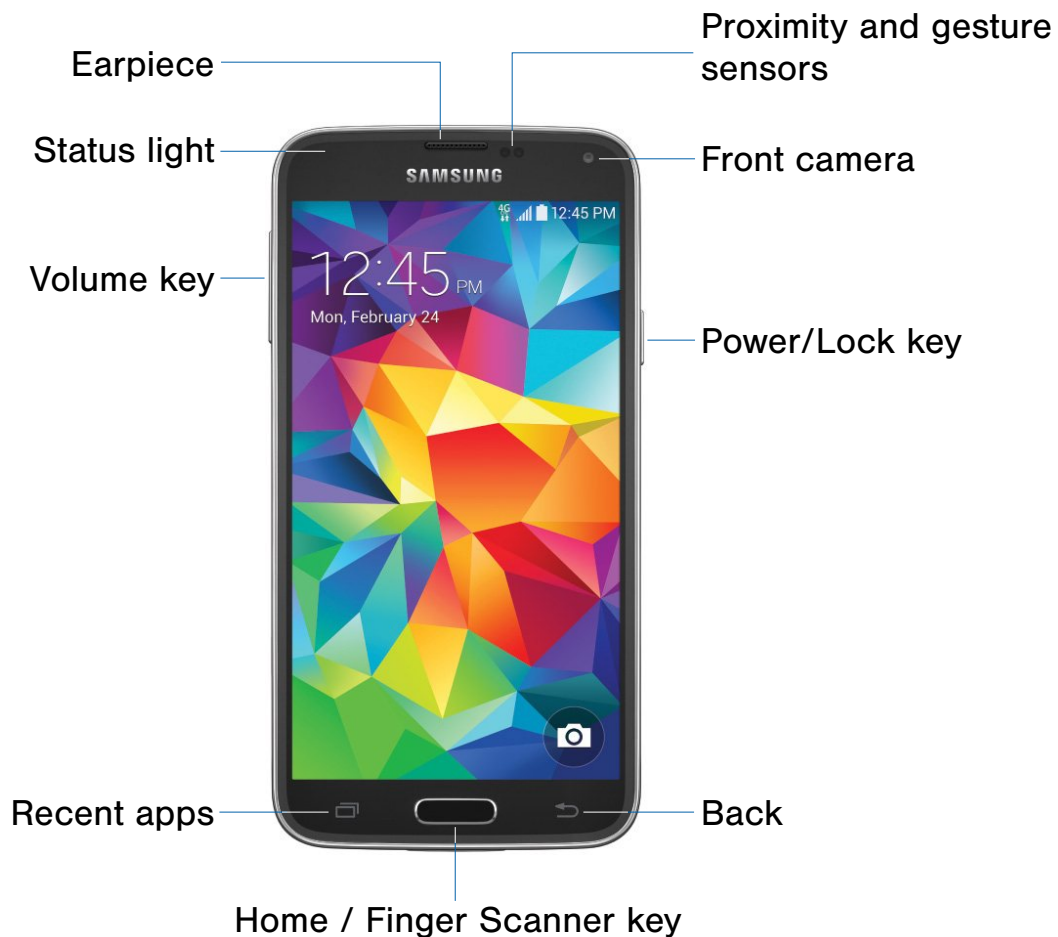 Proximity and gesture
sensors
Earpiece
Status light
Front camera
SAMSUNG
4G 12:45 PM
12:45 PM
Mon, February 24
Volume key
Power/Lock key
Recent apps
Back
Home / Finger Scanner key